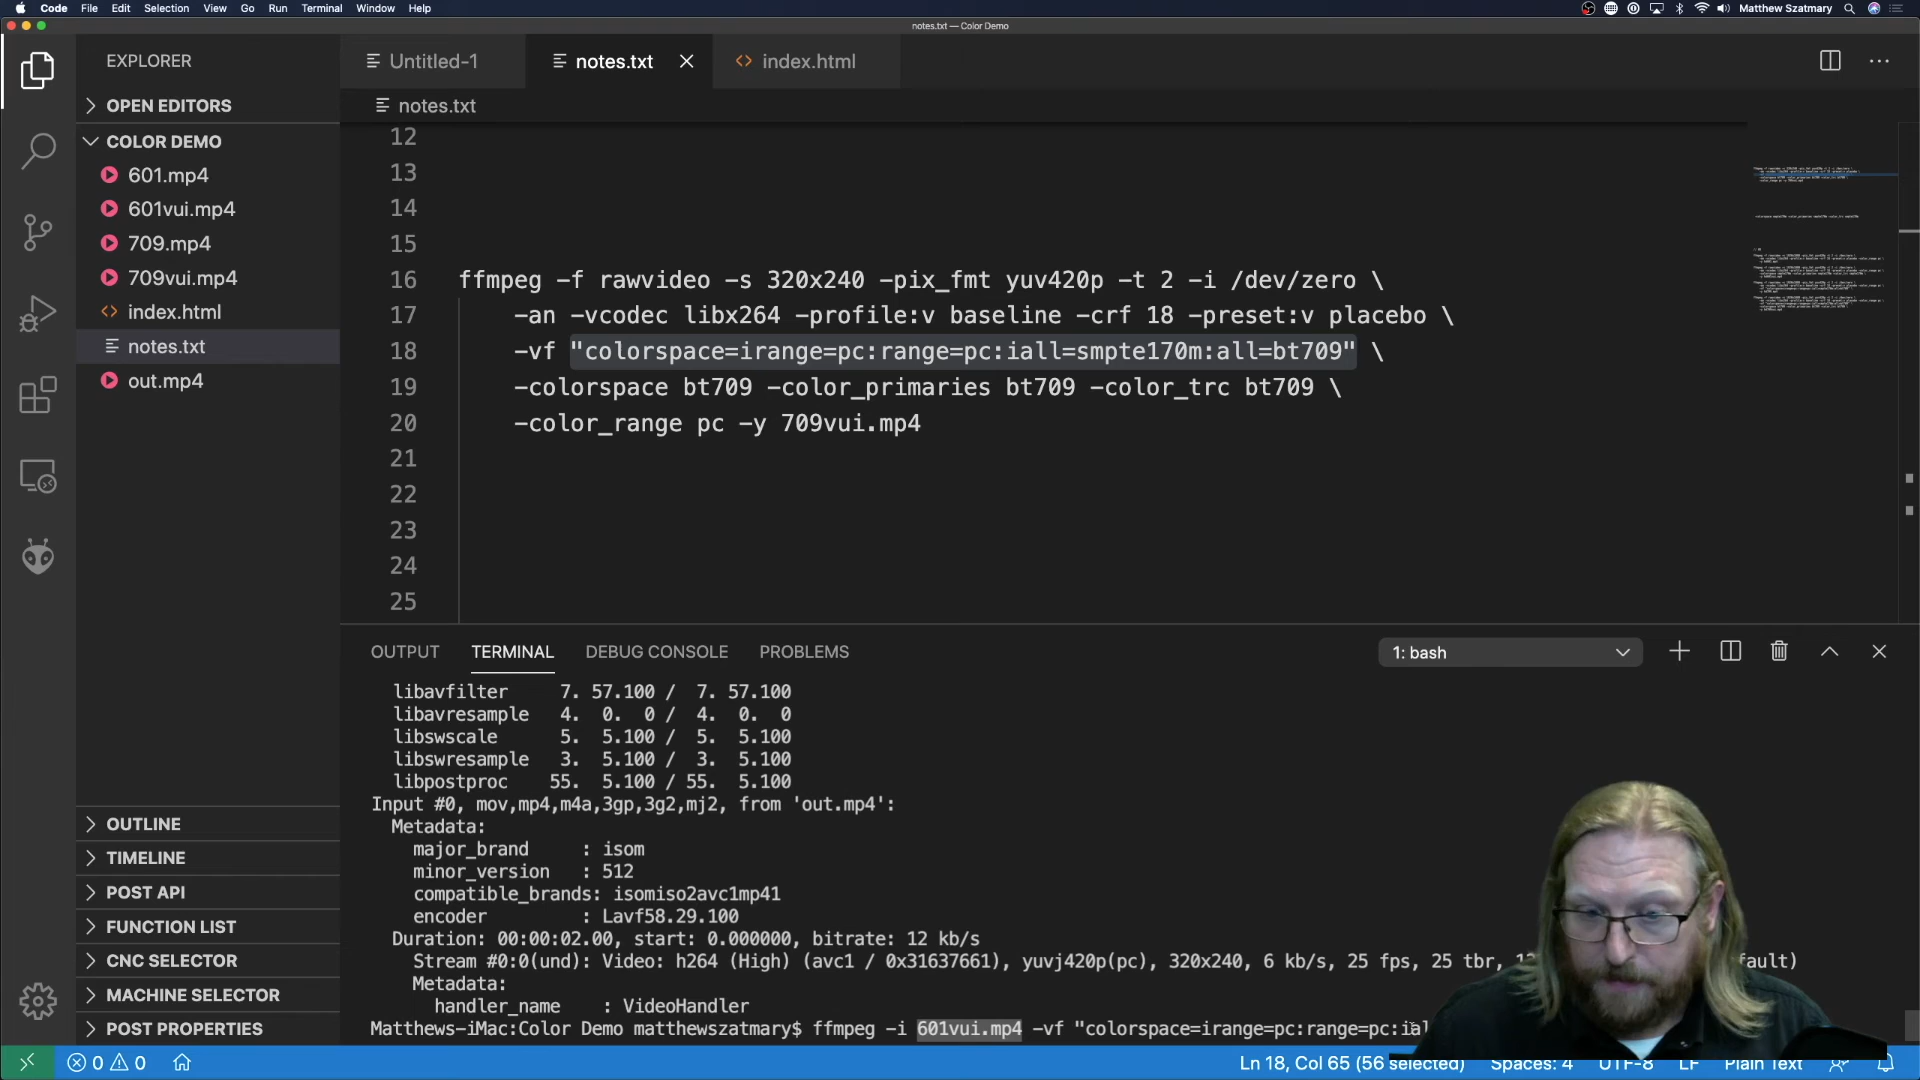 Code File Edit Selection View Go Run Terminal Window Help Matthew Szatmary
notes.txt — Color Demo
EXPLORER
OPEN EDITORS
COLOR DEMO
601.mp4
601vui.mp4
709.mp4
709vui.mp4
index.html
notes.txt
out.mp4
OUTLINE
TIMELINE
POST API
FUNCTION LIST
CNC SELECTOR
MACHINE SELECTOR
POST PROPERTIES
Untitled-1 notes.txt index.html
notes.txt
12
13
14
15
16 ffmpeg -f rawvideo -s 320x240 -pix_fmt yuv420p -t 2 -i /dev/zero \
17 -an -vcodec libx264 -profile:v baseline -crf 18 -preset:v placebo \
18 -vf "colorspace=irange=pc:range=pc:iall=smpte170m:all=bt709" \
19 -colorspace bt709 -color_primaries bt709 -color_trc bt709 \
20 -color_range pc -y 709vui.mp4
21
22
23
24
25
OUTPUT TERMINAL DEBUG CONSOLE PROBLEMS 1: bash
libavfilter 7. 57.100 / 7. 57.100
libavresample 4. 0. 0 / 4. 0. 0
libswscale 5. 5.100 / 5. 5.100
libswresample 3. 5.100 / 3. 5.100
libpostproc 55. 5.100 / 55. 5.100
Input #0, mov,mp4,m4a,3gp,3g2,mj2, from 'out.mp4':
Metadata:
major_brand : isom
minor_version : 512
compatible_brands: isomiso2avc1mp41
encoder : Lavf58.29.100
Duration: 00:00:02.00, start: 0.000000, bitrate: 12 kb/s
Stream #0:0(und): Video: h264 (High) (avc1 / 0x31637661), yuvj420p(pc), 320x240, 6 kb/s, 25 fps, 25 tbr,
Metadata:
handler_name : VideoHandler
Matthews-iMac:Color Demo matthewszatmary$ ffmpeg -i 601vui.mp4 -vf "colorspace=irange=pc:range=pc:ial
0 0 Ln 18, Col 65 (56 selected) Spaces: 4 UTF-8 LF Plain Text